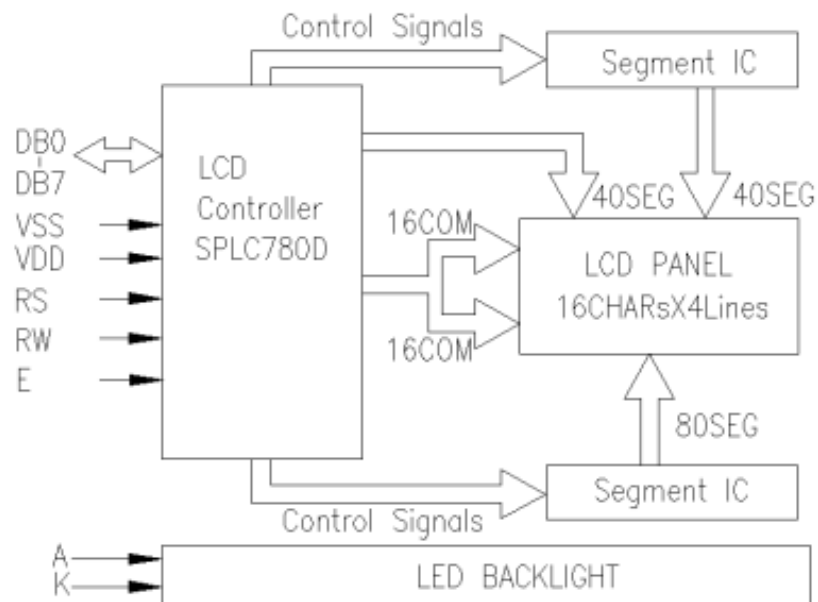 Control Signals
Segment IC
DB0
-
DB7
LCD
Controller
SPLC780D
40SEG
40SEG
VSS
VDD
RS
RW
E
16COM
16COM
LCD PANEL
16CHARsX4Lines
80SEG
Segment IC
Control Signals
A
K
LED BACKLIGHT